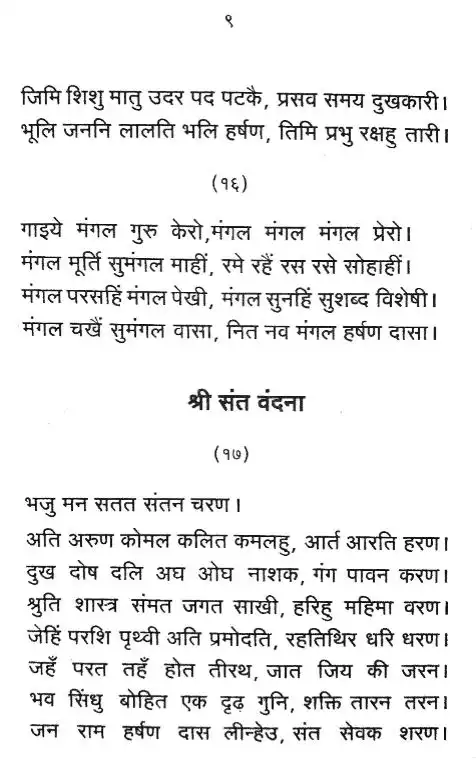 ९
जिमि शिशु मातु उदर पद पटकै, प्रसव समय दुखकारी।
भूलि जननि लालति भलि हर्षण, तिमि प्रभु रक्षहु तारी।
(१६)
गाइये मंगल गुरु केरो,मंगल मंगल मंगल प्रेरो।
मंगल मूर्ति सुमंगल माहीं, रमे रहैं रस रसे सोहाहीं।
मंगल परसहिं मंगल पेखी, मंगल सुनहिं सुशब्द विशेषी।
मंगल चखैं सुमंगल वासा, नित नव मंगल हर्षण दासा।
श्री संत वंदना
(१७)
भजु मन सतत संतन चरण।
अति अरुण कोमल कलित कमलहु, आर्त आरति हरण।
दुख दोष दलि अघ ओघ नाशक, गंग पावन करण।
श्रुति शास्त्र संमत जगत साखी, हरिहु महिमा वरण।
जेहिं परशि पृथ्वी अति प्रमोदति, रहतिथिर धरि धरण।
जहँ परत तहँ होत तीरथ, जात जिय की जरन।
भव सिंधु बोहित एक दृढ़ गुनि, शक्ति तारन तरन।
जन राम हर्षण दास लीन्हेउ, संत सेवक शरण।